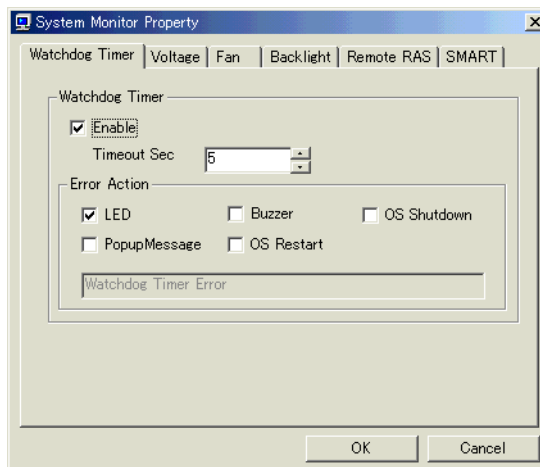 System Monitor Property
Watchdog Timer Voltage Fan Backlight Remote RAS SMART
Watchdog Timer
Enable
Timeout Sec 5
Error Action
LED Buzzer OS Shutdown
PopupMessage OS Restart
Watchdog Timer Error
OK Cancel